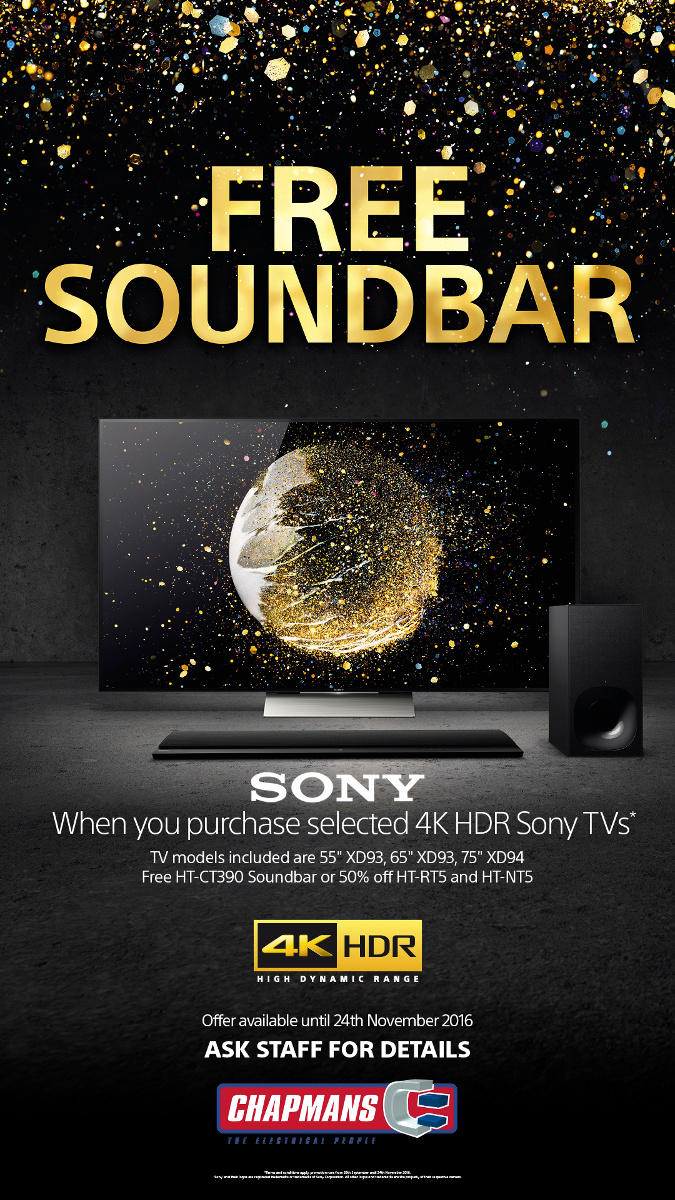 FREE
SOUNDBAR
SONY
SONY
When you purchase selected 4K HDR Sony TVs*
TV models included are 55" XD93, 65" XD93, 75" XD94
Free HT-CT390 Soundbar or 50% off HT-RT5 and HT-NT5
4K HDR
HIGH DYNAMIC RANGE
Offer available until 24th November 2016
ASK STAFF FOR DETAILS
CHAPMANS
THE ELECTRICAL PEOPLE